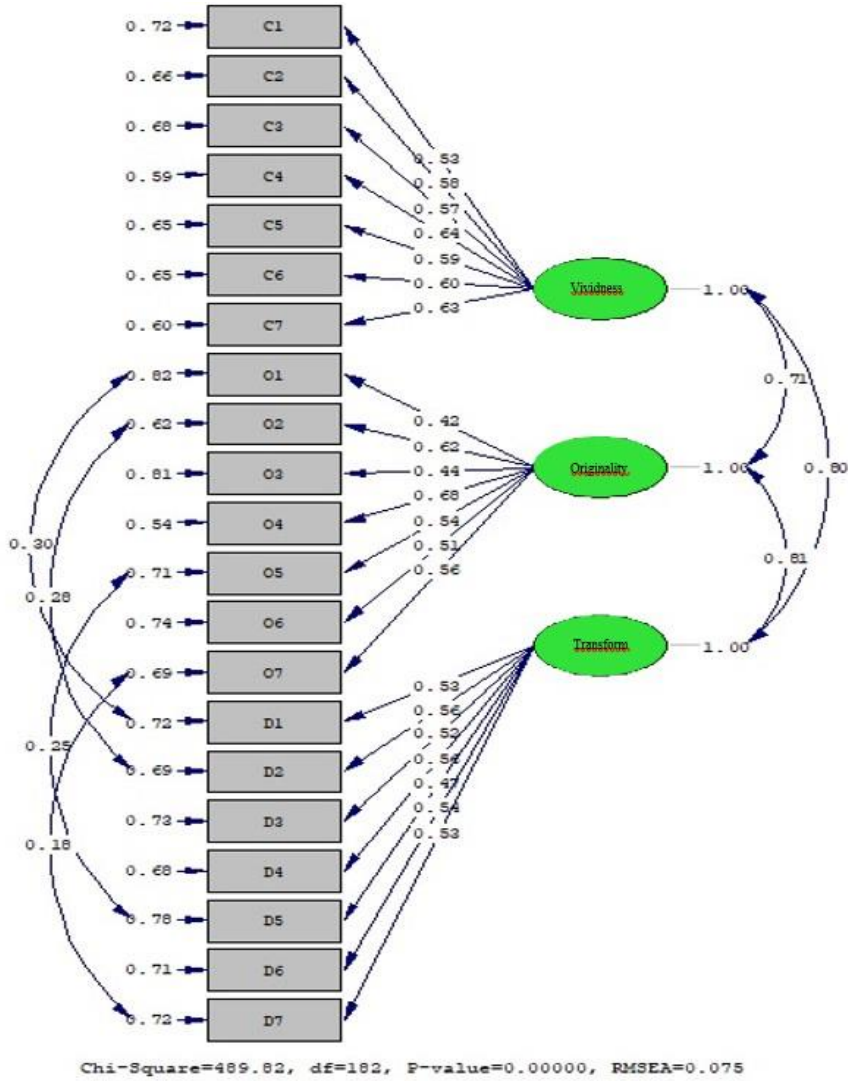 0.72 C1
0.66 C2
0.68 C3
0.59 C4
0.65 C5
0.65 C6
0.60 C7
0.82 O1
0.62 O2
0.81 O3
0.54 O4
0.71 O5
0.74 O6
0.69 O7
0.72 D1
0.69 D2
0.73 D3
0.68 D4
0.78 D5
0.71 D6
0.72 D7
0.30
0.28
0.25
0.18
0.53
0.58
0.57
0.64
0.59
0.60
0.63
0.42
0.62
0.44
0.68
0.54
0.51
0.56
0.53
0.56
0.52
0.56
0.47
0.54
0.53
Vividness 1.00
Originality 1.00
Transform 1.00
0.71
0.80
0.81
Chi-Square=489.82, df=182, P-value=0.00000, RMSEA=0.075